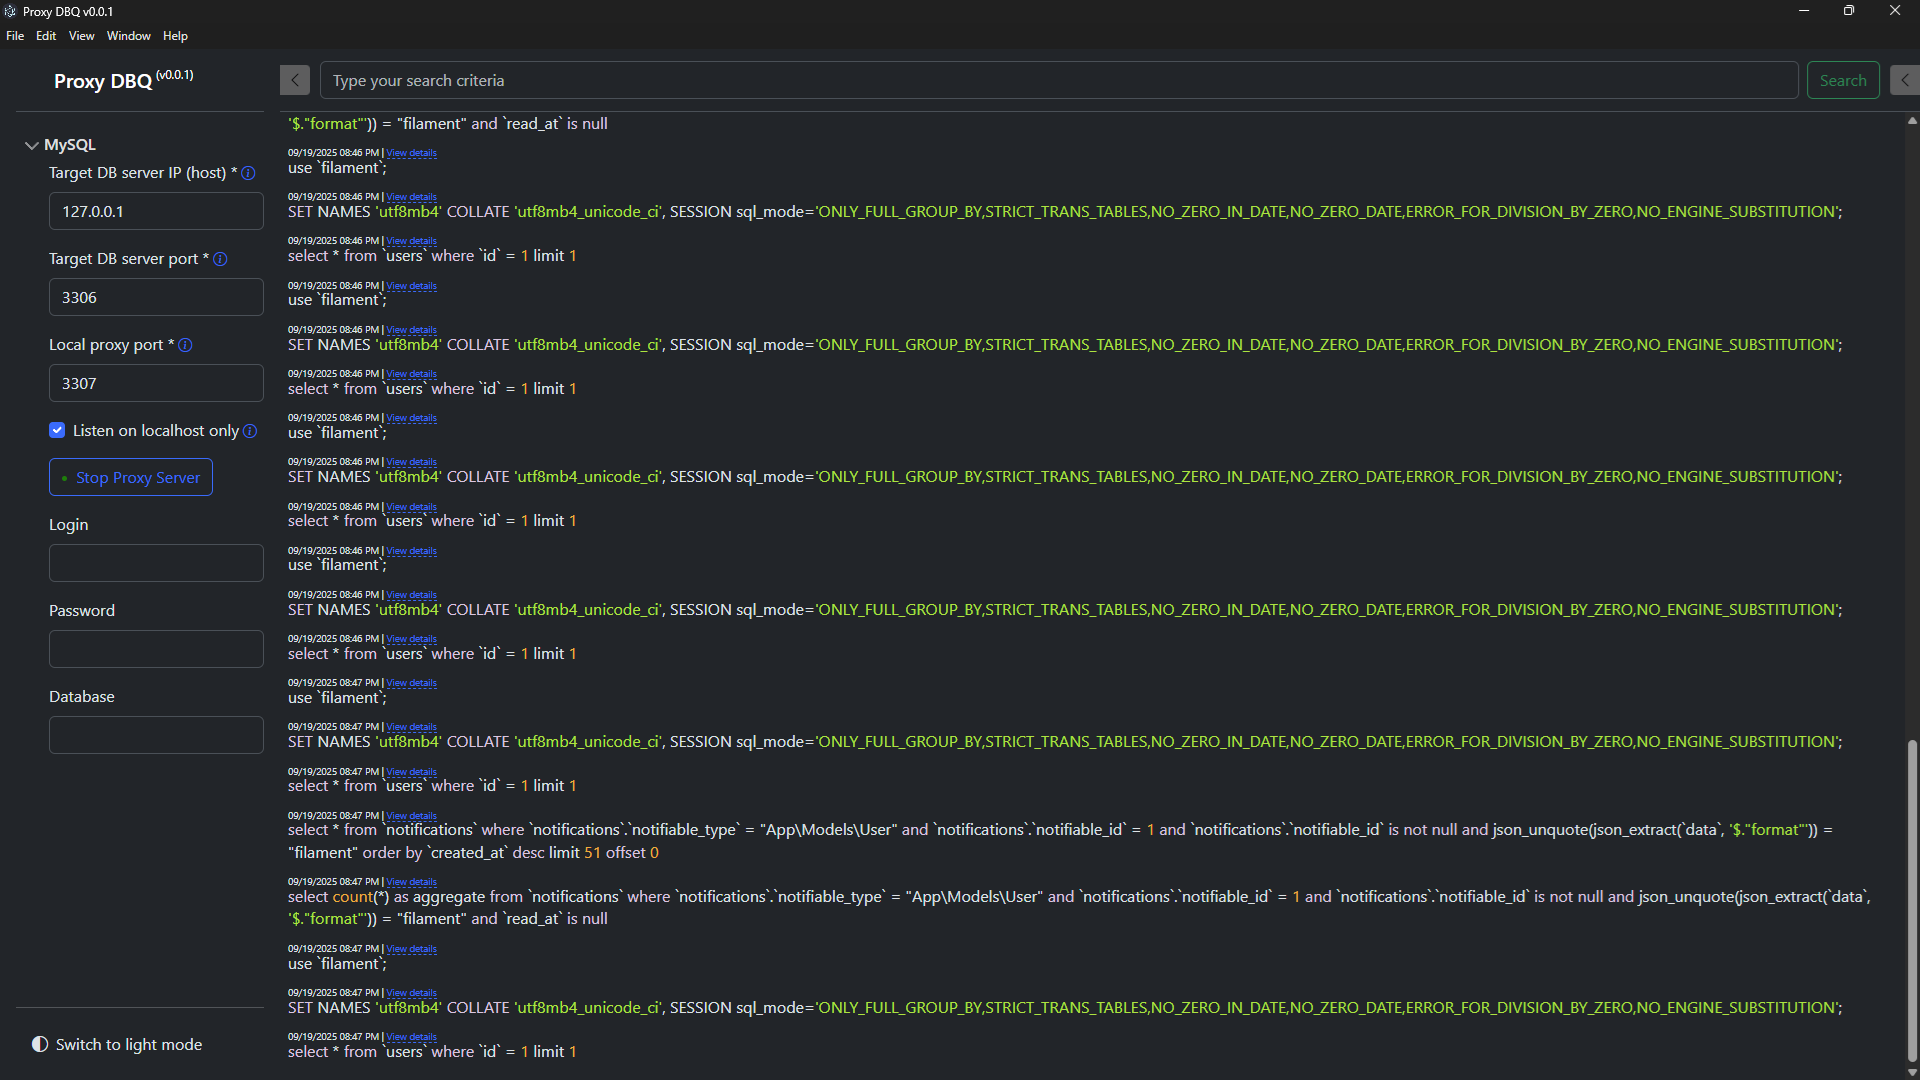 Proxy DBQ v0.0.1
File Edit View Window Help
Proxy DBQ (v0.0.1)
Type your search criteria
Search
MySQL
Target DB server IP (host) *
127.0.0.1
Target DB server port *
3306
Local proxy port *
3307
Listen on localhost only
Stop Proxy Server
Login
Password
Database
Switch to light mode
'$."format"')) = "filament" and `read_at` is null
09/19/2025 08:46 PM | View details
use `filament`;
09/19/2025 08:46 PM | View details
SET NAMES 'utf8mb4' COLLATE 'utf8mb4_unicode_ci', SESSION sql_mode='ONLY_FULL_GROUP_BY,STRICT_TRANS_TABLES,NO_ZERO_IN_DATE,NO_ZERO_DATE,ERROR_FOR_DIVISION_BY_ZERO,NO_ENGINE_SUBSTITUTION';
09/19/2025 08:46 PM | View details
select * from `users` where `id` = 1 limit 1
09/19/2025 08:46 PM | View details
use `filament`;
09/19/2025 08:46 PM | View details
SET NAMES 'utf8mb4' COLLATE 'utf8mb4_unicode_ci', SESSION sql_mode='ONLY_FULL_GROUP_BY,STRICT_TRANS_TABLES,NO_ZERO_IN_DATE,NO_ZERO_DATE,ERROR_FOR_DIVISION_BY_ZERO,NO_ENGINE_SUBSTITUTION';
09/19/2025 08:46 PM | View details
select * from `users` where `id` = 1 limit 1
09/19/2025 08:46 PM | View details
use `filament`;
09/19/2025 08:46 PM | View details
SET NAMES 'utf8mb4' COLLATE 'utf8mb4_unicode_ci', SESSION sql_mode='ONLY_FULL_GROUP_BY,STRICT_TRANS_TABLES,NO_ZERO_IN_DATE,NO_ZERO_DATE,ERROR_FOR_DIVISION_BY_ZERO,NO_ENGINE_SUBSTITUTION';
09/19/2025 08:46 PM | View details
select * from `users` where `id` = 1 limit 1
09/19/2025 08:46 PM | View details
use `filament`;
09/19/2025 08:46 PM | View details
SET NAMES 'utf8mb4' COLLATE 'utf8mb4_unicode_ci', SESSION sql_mode='ONLY_FULL_GROUP_BY,STRICT_TRANS_TABLES,NO_ZERO_IN_DATE,NO_ZERO_DATE,ERROR_FOR_DIVISION_BY_ZERO,NO_ENGINE_SUBSTITUTION';
09/19/2025 08:46 PM | View details
select * from `users` where `id` = 1 limit 1
09/19/2025 08:47 PM | View details
use `filament`;
09/19/2025 08:47 PM | View details
SET NAMES 'utf8mb4' COLLATE 'utf8mb4_unicode_ci', SESSION sql_mode='ONLY_FULL_GROUP_BY,STRICT_TRANS_TABLES,NO_ZERO_IN_DATE,NO_ZERO_DATE,ERROR_FOR_DIVISION_BY_ZERO,NO_ENGINE_SUBSTITUTION';
09/19/2025 08:47 PM | View details
select * from `users` where `id` = 1 limit 1
09/19/2025 08:47 PM | View details
select * from `notifications` where `notifications`.`notifiable_type` = "App\Models\User" and `notifications`.`notifiable_id` = 1 and `notifications`.`notifiable_id` is not null and json_unquote(json_extract(`data`, '$."format"')) =
"filament" order by `created_at` desc limit 51 offset 0
09/19/2025 08:47 PM | View details
select count(*) as aggregate from `notifications` where `notifications`.`notifiable_type` = "App\Models\User" and `notifications`.`notifiable_id` = 1 and `notifications`.`notifiable_id` is not null and json_unquote(json_extract(`data`,
'$."format"')) = "filament" and `read_at` is null
09/19/2025 08:47 PM | View details
use `filament`;
09/19/2025 08:47 PM | View details
SET NAMES 'utf8mb4' COLLATE 'utf8mb4_unicode_ci', SESSION sql_mode='ONLY_FULL_GROUP_BY,STRICT_TRANS_TABLES,NO_ZERO_IN_DATE,NO_ZERO_DATE,ERROR_FOR_DIVISION_BY_ZERO,NO_ENGINE_SUBSTITUTION';
09/19/2025 08:47 PM | View details
select * from `users` where `id` = 1 limit 1